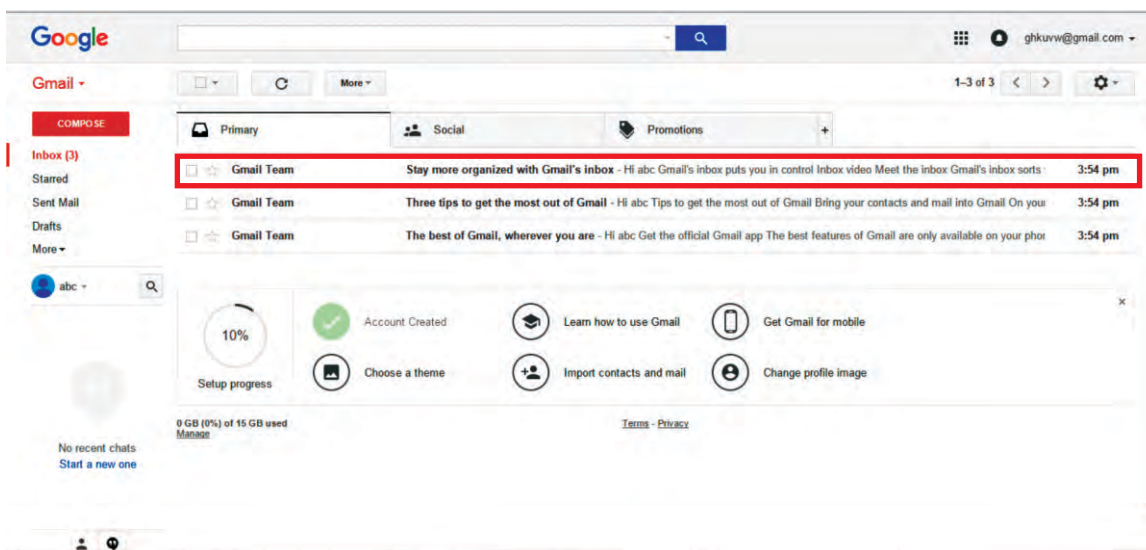 Google
ghkuvw@gmail.com
Gmail
More
1–3 of 3
COMPOSE
Primary
Social
Promotions
+
Inbox (3)
Starred
Sent Mail
Drafts
More
Gmail Team Stay more organized with Gmail's inbox - Hi abc Gmail's inbox puts you in control Inbox video Meet the inbox Gmail's inbox sorts 3:54 pm
Gmail Team Three tips to get the most out of Gmail - Hi abc Tips to get the most out of Gmail Bring your contacts and mail into Gmail On your 3:54 pm
Gmail Team The best of Gmail, wherever you are - Hi abc Get the official Gmail app The best features of Gmail are only available on your phon 3:54 pm
abc
10%
Setup progress
Account Created
Learn how to use Gmail
Get Gmail for mobile
Choose a theme
Import contacts and mail
Change profile image
0 GB (0%) of 15 GB used
Manage
Terms - Privacy
No recent chats
Start a new one